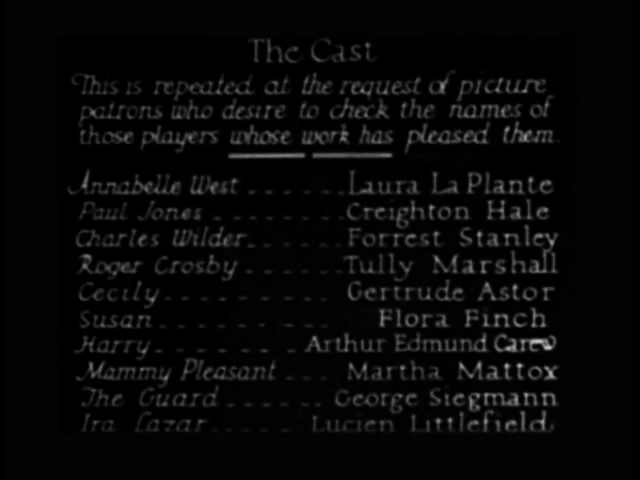 The Cast
This is repeated at the request of picture
patrons who desire to check the names of
those players whose work has pleased them.
Annabelle West ...... Laura La Plante
Paul Jones ........ Creighton Hale
Charles Wilder ...... Forrest Stanley
Roger Crosby ...... Tully Marshall
Cecily .......... Gertrude Astor
Susan .......... Flora Finch
Harry ........ Arthur Edmund Carew
Mammy Pleasant ... Martha Mattox
The Guard ...... George Siegmann
Ira Lazar ...... Lucien Littlefield